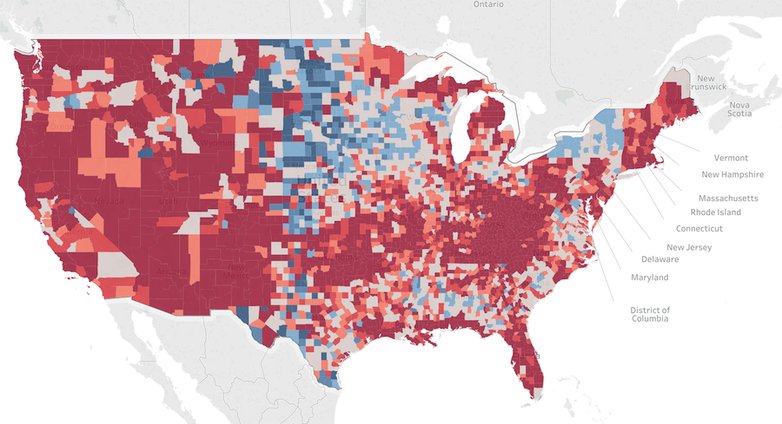 Ontario
New
Brunswick
Nova
Scotia
Vermont
New Hampshire
Massachusetts
Rhode Island
Connecticut
New Jersey
Delaware
Maryland
District of
Columbia